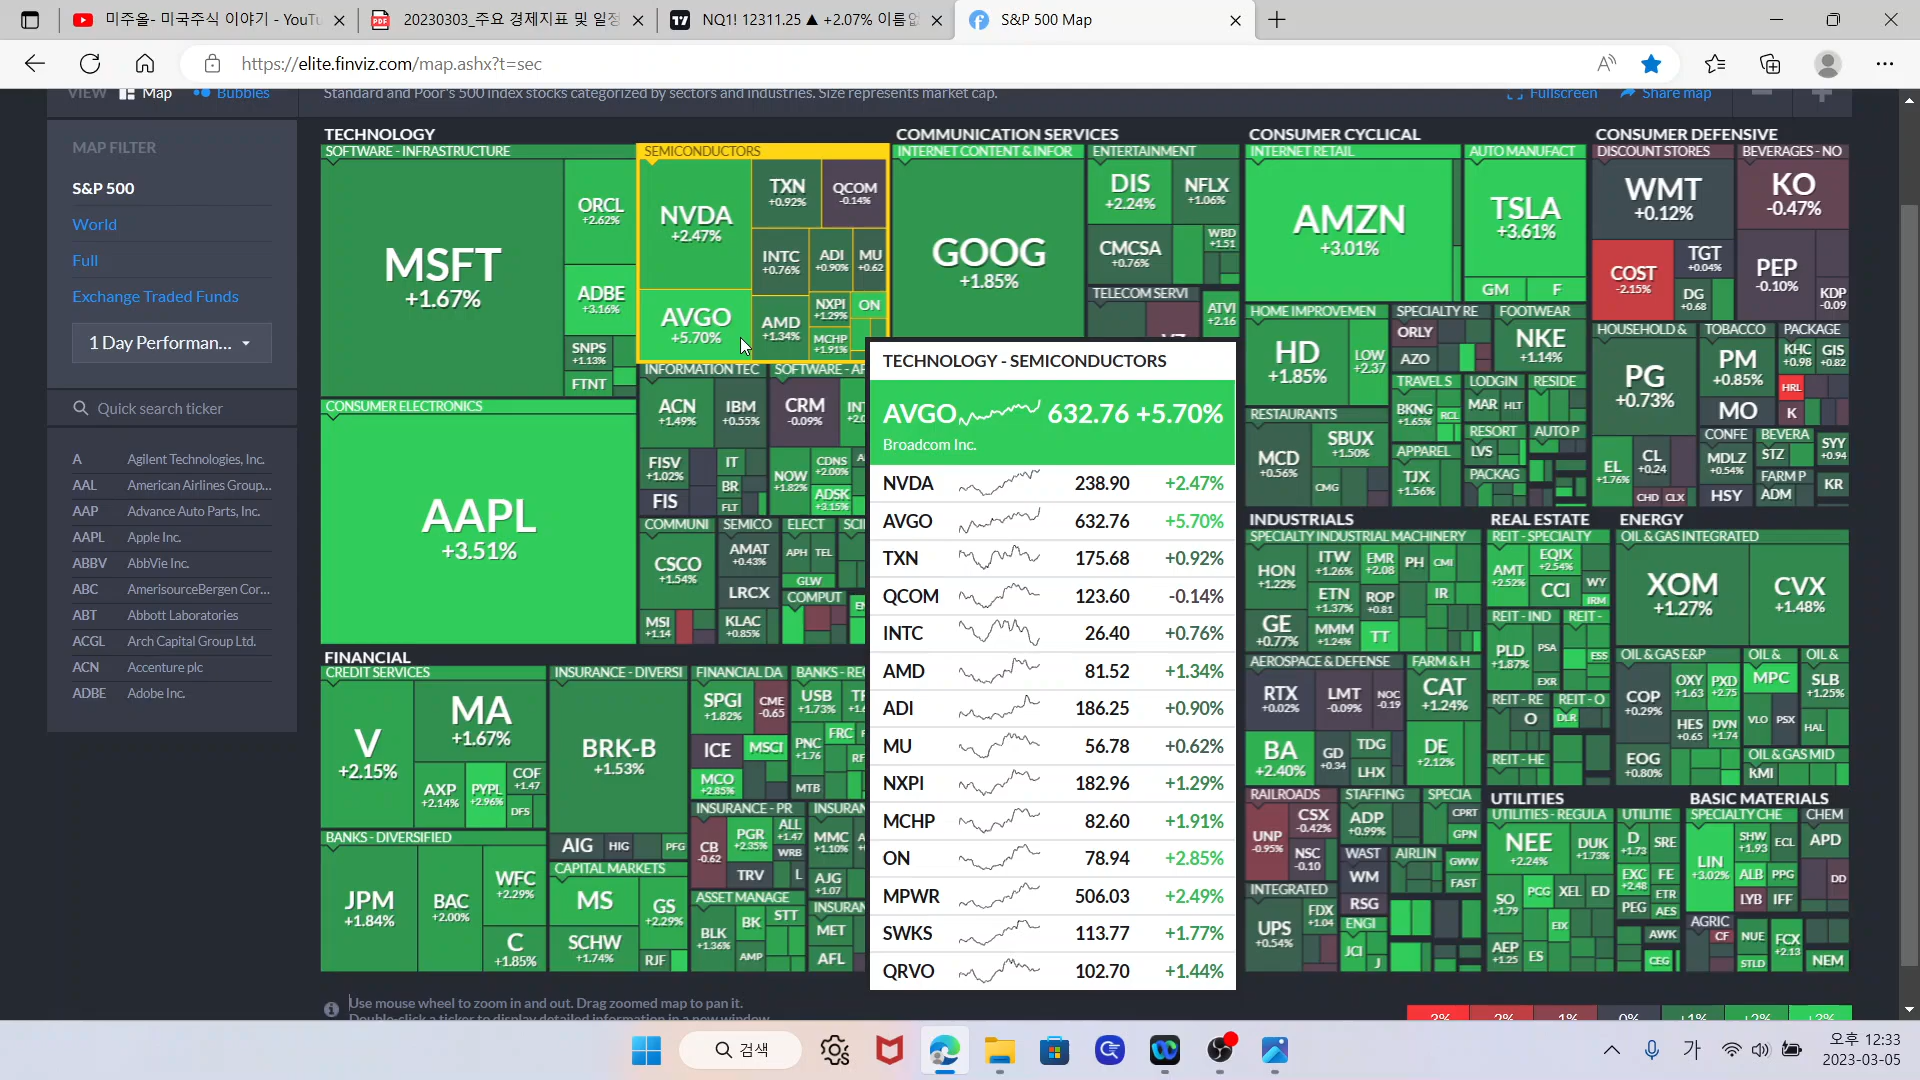 미주울- 미국주식 이야기 - YouTu
20230303_주요 경제지표 및 일정
NQ1! 12311.25 ▲ +2.07% 이름없
S&P 500 Map
https://elite.finviz.com/map.ashx?t=sec
VIEW Map Bubbles
Standard and Poor's 500 index stocks categorized by sectors and industries. Size represents market cap.
Fullscreen Share map
MAP FILTER
S&P 500
World
Full
Exchange Traded Funds
1 Day Performan...
Quick search ticker
A Agilent Technologies, Inc.
AAL American Airlines Group...
AAP Advance Auto Parts, Inc.
AAPL Apple Inc.
ABBV AbbVie Inc.
ABC AmerisourceBergen Cor...
ABT Abbott Laboratories
ACGL Arch Capital Group Ltd.
ACN Accenture plc
ADBE Adobe Inc.
TECHNOLOGY
SOFTWARE - INFRASTRUCTURE
MSFT
+1.67%
ORCL
+2.62%
ADBE
+3.16%
SNPS
+1.13%
FTNT
SEMICONDUCTORS
NVDA
+2.47%
AVGO
+5.70%
TXN
+0.92%
QCOM
-0.14%
INTC
+0.76%
ADI
+0.90%
MU
+0.62
AMD
+1.34%
NXPI
+1.29%
ON
MCHP
+1.91%
CONSUMER ELECTRONICS
AAPL
+3.51%
INFORMATION TEC
ACN
+1.49%
IBM
+0.55%
FISV
+1.02%
FIS
IT
BR
FLT
SOFTWARE - AP
CRM
-0.09%
NOW
+1.82%
CDNS
+2.00%
ADSK
+3.15%
COMMUNI
CSCO
+1.54%
MSI
+1.14
SEMICO
AMAT
+0.43%
LRCX
KLAC
+0.85%
ELECT
APH TEL
GLW
COMPUT
COMMUNICATION SERVICES
INTERNET CONTENT & INFOR
GOOG
+1.85%
ENTERTAINMENT
DIS
+2.24%
NFLX
+1.06%
CMCSA
+0.76%
WBD
+1.51
TELECOM SERVI
ATVI
+2.16
TECHNOLOGY - SEMICONDUCTORS
AVGO 632.76 +5.70%
Broadcom Inc.
NVDA 238.90 +2.47%
AVGO 632.76 +5.70%
TXN 175.68 +0.92%
QCOM 123.60 -0.14%
INTC 26.40 +0.76%
AMD 81.52 +1.34%
ADI 186.25 +0.90%
MU 56.78 +0.62%
NXPI 182.96 +1.29%
MCHP 82.60 +1.91%
ON 78.94 +2.85%
MPWR 506.03 +2.49%
SWKS 113.77 +1.77%
QRVO 102.70 +1.44%
CONSUMER CYCLICAL
INTERNET RETAIL
AMZN
+3.01%
AUTO MANUFACT
TSLA
+3.61%
GM F
HOME IMPROVEMEN
HD
+1.85%
LOW
+2.37
SPECIALTY RE
ORLY
AZO
FOOTWEAR
NKE
+1.14%
RESTAURANTS
MCD
+0.56%
SBUX
+1.50%
CMG
TRAVEL S
BKNG
+1.65%
RCL
LODGIN
MAR HLT
RESIDE
RESORT
LVS
AUTO P
APPAREL
TJX
+1.56%
PACKAG
CONSUMER DEFENSIVE
DISCOUNT STORES
WMT
+0.12%
COST
-2.15%
TGT
+0.04%
DG
+0.68
BEVERAGES - NO
KO
-0.47%
PEP
-0.10%
KDP
-0.09
HOUSEHOLD &
PG
+0.73%
EL
+1.76%
CL
+0.24
CHD CLX
TOBACCO
PM
+0.85%
MO
PACKAGE
KHC
+0.98
GIS
+0.82
HRL
K
CONFE
MDLZ
+0.54%
HSY
BEVERA
STZ
FARM P
ADM
SYY
+0.94
KR
FINANCIAL
CREDIT SERVICES
V
+2.15%
MA
+1.67%
AXP
+2.14%
PYPL
+2.96%
COF
+1.47
DFS
BANKS - DIVERSIFIED
JPM
+1.84%
BAC
+2.00%
WFC
+2.29%
C
+1.85%
INSURANCE - DIVERSI
BRK-B
+1.53%
AIG HIG PFG
CAPITAL MARKETS
MS
GS
+2.29%
SCHW
+1.74%
RJF
FINANCIAL DA
SPGI
+1.82%
CME
-0.65
ICE
MSCI
MCO
+2.85%
BANKS - REG
USB
+1.73%
PNC
+1.76
FRC
MTB
INSURANCE - PR
CB
-0.62
PGR
+2.35%
ALL
+1.47
WRB
TRV
L
INSURAN
MMC
+1.10%
AJG
+1.07
ASSET MANAGE
BLK
+1.36%
BK
STT
AMP
INSURAN
MET
AFL
INDUSTRIALS
SPECIALTY INDUSTRIAL MACHINERY
HON
+1.22%
GE
+0.77%
ITW
+1.26%
ETN
+1.37%
MMM
+1.24%
EMR
+2.08
ROP
+0.81
TT
PH CMI
IR
AEROSPACE & DEFENSE
RTX
+0.02%
LMT
-0.09%
NOC
-0.19
BA
+2.40%
GD
+0.34
TDG
LHX
FARM & H
CAT
+1.24%
DE
+2.12%
RAILROADS
UNP
-0.95%
CSX
-0.42%
NSC
-0.10
STAFFING
ADP
+0.99%
SPECIA
CPRT
GPN
WAST
WM
RSG
AIRLIN
GWW
FAST
INTEGRATED
UPS
+0.54%
FDX
+1.04
ENGI
JCI
J
REAL ESTATE
REIT - SPECIALTY
AMT
+2.52%
EQIX
+2.54%
CCI
WY
IRM
REIT - IND
PLD
+1.87%
PSA
EXR
REIT -
ESS
REIT - RE
O
REIT - O
DLR
REIT - HE
ENERGY
OIL & GAS INTEGRATED
XOM
+1.27%
CVX
+1.48%
OIL & GAS E&P
COP
+0.29%
EOG
+0.80%
OXY
+1.63
PXD
+2.75
HES
+0.65
DVN
+1.74
OIL &
MPC
VLO PSX
OIL &
SLB
+1.25%
HAL
OIL & GAS MID
KMI
UTILITIES
UTILITIES - REGULA
NEE
+2.24%
DUK
+1.73%
SO
+1.79
PCG XEL ED
EIX
AEP
+1.25
ES
UTILITIE
D
+1.73
SRE
EXC
+2.48
FE
ETR
PEG AES
AWK
CEG
BASIC MATERIALS
SPECIALTY CHE
LIN
+3.02%
SHW
+1.93
ECL
ALB PPG
LYB IFF
CHEM
APD
DD
AGRIC
CF
NUE
STLD
FCX
+2.13
NEM
Use mouse wheel to zoom in and out. Drag zoomed map to pan it.
Double-click a ticker to display detailed information in a new window.
-3% -2% -1% 0% +1% +2% +3%
검색
가
오후 12:33
2023-03-05